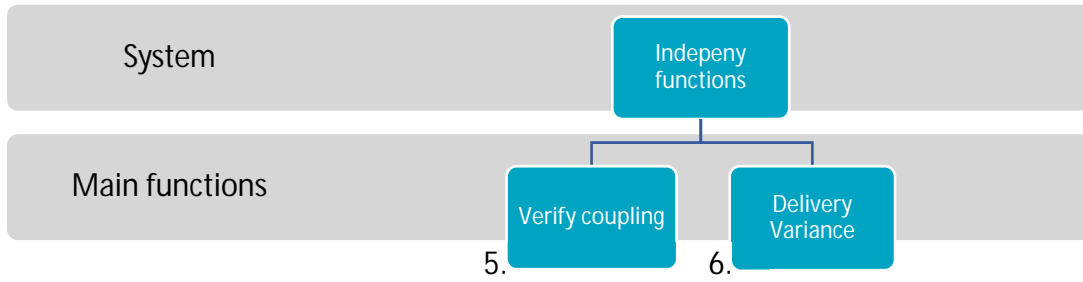 System
Indepeny
functions
Main functions
Verify coupling
Delivery
Variance
5.
6.